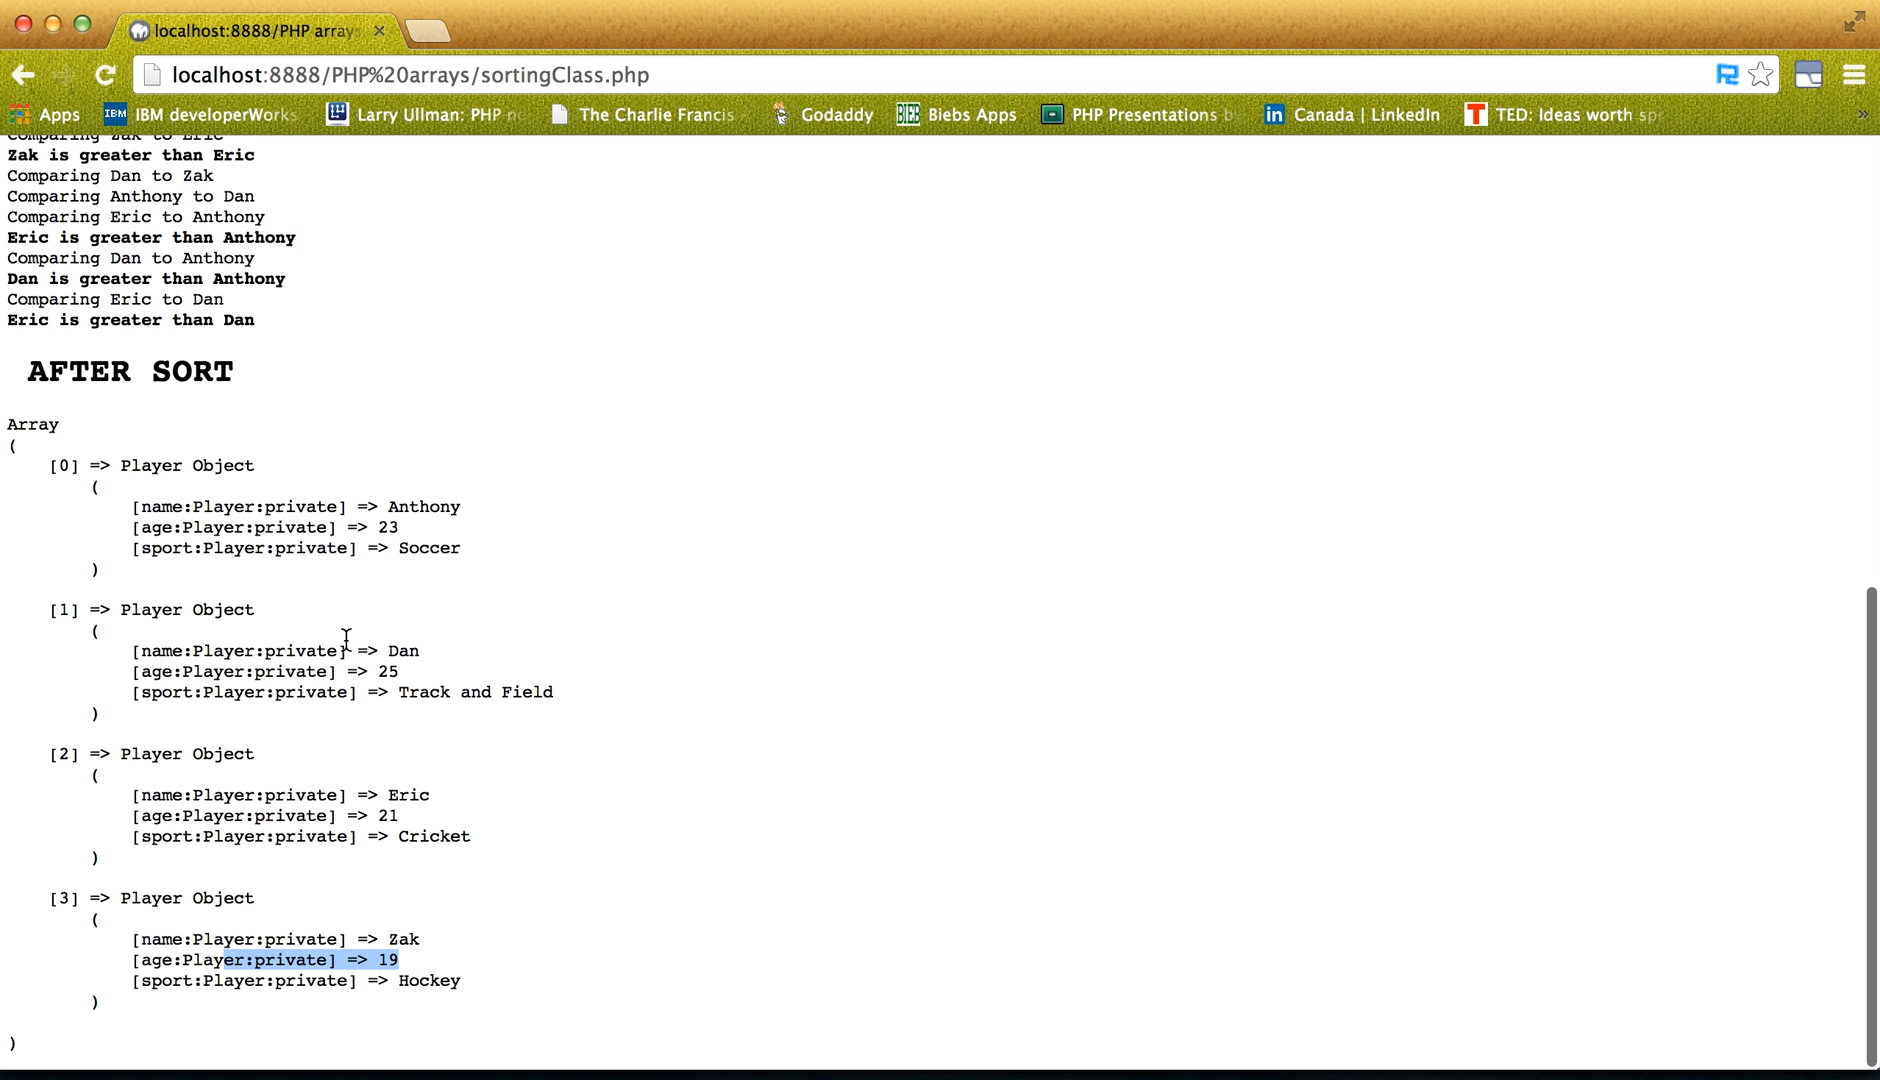 localhost:8888/PHP arrays
localhost:8888/PHP%20arrays/sortingClass.php
Apps IBM developerWorks Larry Ullman: PHP The Charlie Francis Godaddy BIEB Biebs Apps PHP Presentations in Canada | LinkedIn T TED: Ideas worth »
Comparing Zak to Eric
Zak is greater than Eric
Comparing Dan to Zak
Comparing Anthony to Dan
Comparing Eric to Anthony
Eric is greater than Anthony
Comparing Dan to Anthony
Dan is greater than Anthony
Comparing Eric to Dan
Eric is greater than Dan
AFTER SORT
Array
(
[0] => Player Object
(
[name:Player:private] => Anthony
[age:Player:private] => 23
[sport:Player:private] => Soccer
)
[1] => Player Object
(
[name:Player:private] => Dan
[age:Player:private] => 25
[sport:Player:private] => Track and Field
)
[2] => Player Object
(
[name:Player:private] => Eric
[age:Player:private] => 21
[sport:Player:private] => Cricket
)
[3] => Player Object
(
[name:Player:private] => Zak
[age:Player:private] => 19
[sport:Player:private] => Hockey
)
)